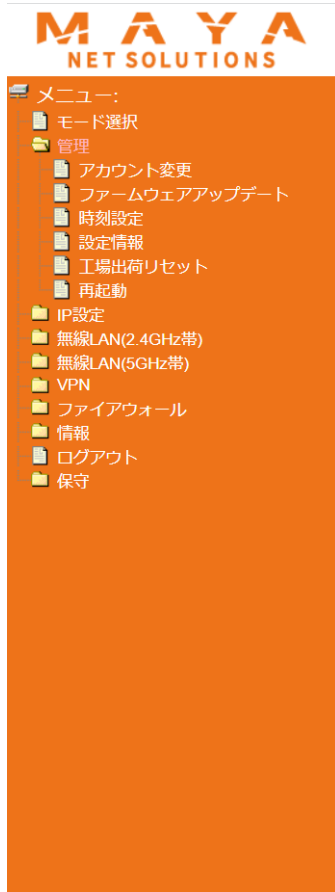 MAYA
NET SOLUTIONS
メニュー:
モード選択
管理
アカウント変更
ファームウェアアップデート
時刻設定
設定情報
工場出荷リセット
再起動
IP設定
無線LAN(2.4GHz帯)
無線LAN(5GHz帯)
VPN
ファイアウォール
情報
ログアウト
保守